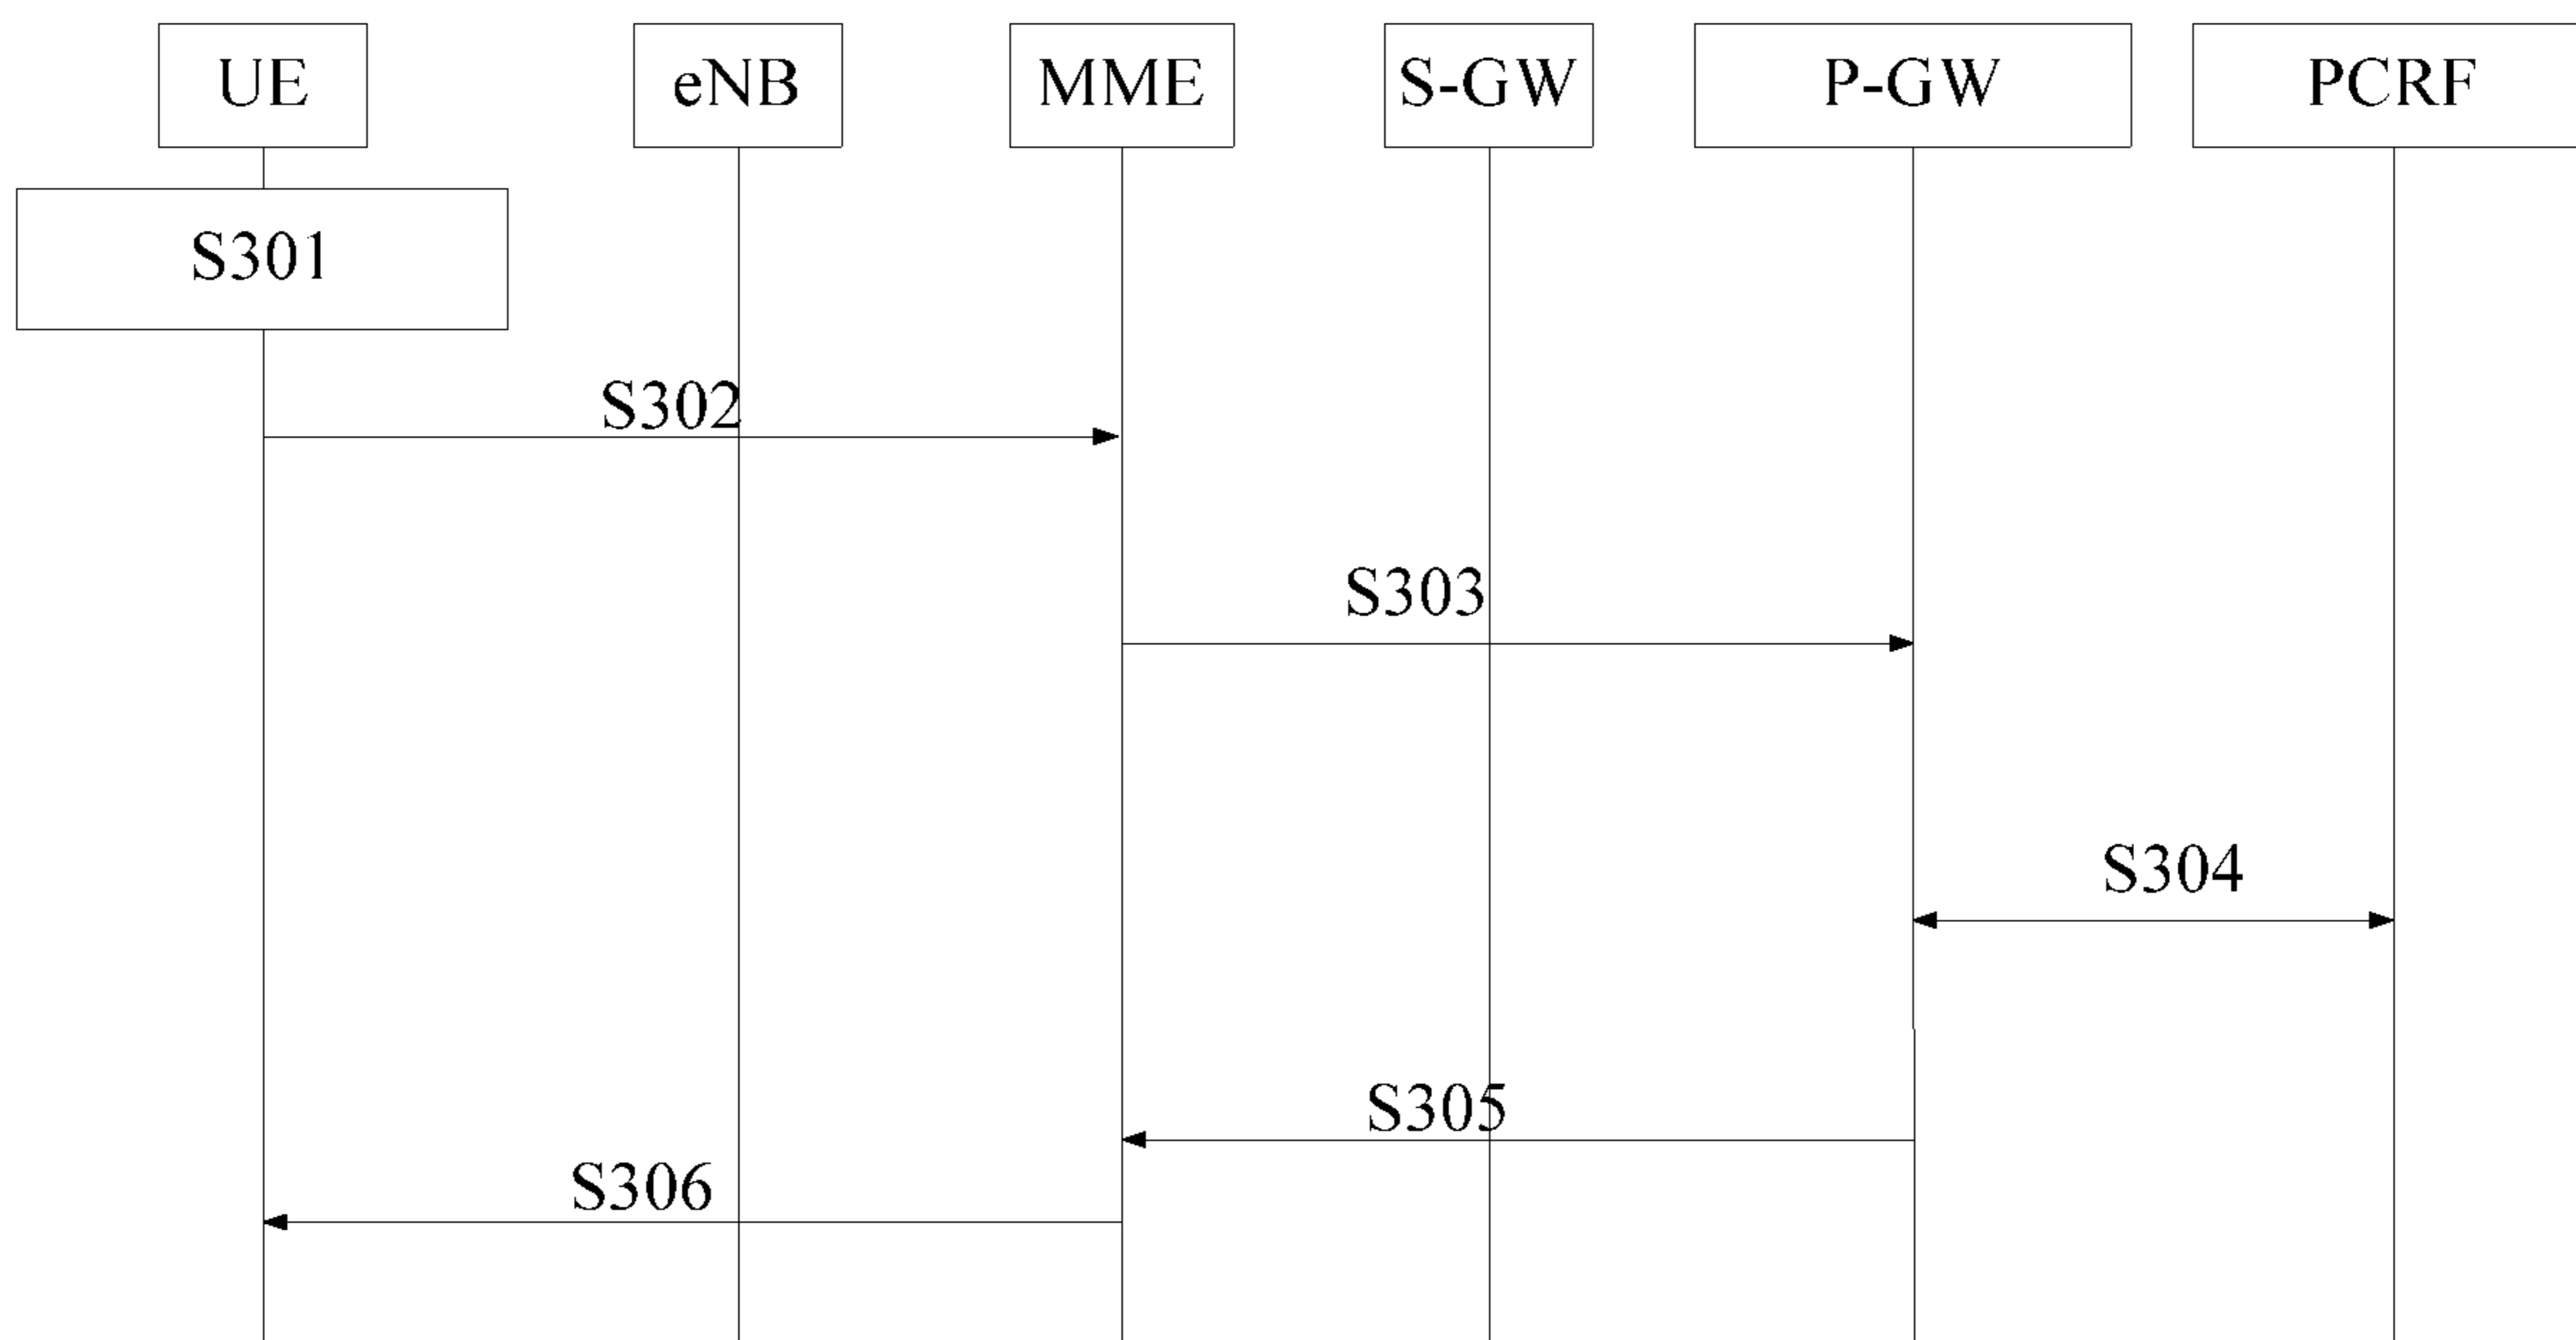 UE eNB MME S-GW P-GW PCRF
S301
S302
S303
S304
S305
S306